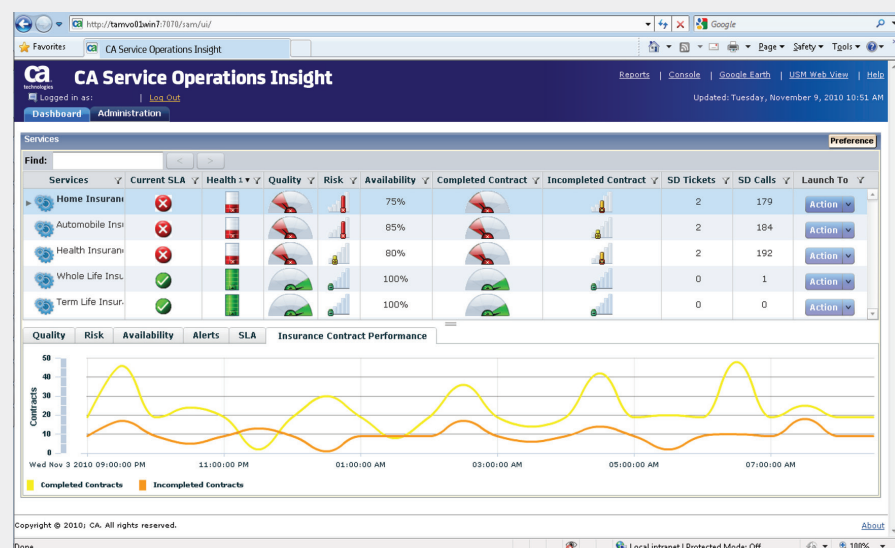 http://tamvo01win7:7070/sam/ui/
Google
Favorites
CA Service Operations Insight
Page
Safety
Tools
ca
technologies
CA Service Operations Insight
Reports | Console | Google Earth | USM Web View | Help
Logged in as: | Log Out
Updated: Tuesday, November 9, 2010 10:51 AM
Dashboard Administration
Services
Preference
Find: < >
Services Current SLA Health 1 Quality Risk Availability Completed Contract Incompleted Contract SD Tickets SD Calls Launch To
Home Insuran 75% 2 179 Action
Automobile Ins 85% 2 184 Action
Health Insuran 80% 2 192 Action
Whole Life Insu 100% 0 1 Action
Term Life Insur 100% 0 0 Action
Quality Risk Availability Alerts SLA Insurance Contract Performance
50
40
30
20
10
0
Contracts
Wed Nov 3 2010 09:00:00 PM 11:00:00 PM 01:00:00 AM 03:00:00 AM 05:00:00 AM 07:00:00 AM
Completed Contracts Incompleted Contracts
Copyright © 2010; CA. All rights reserved.
About
Done
Local intranet | Protected Mode: Off
100%